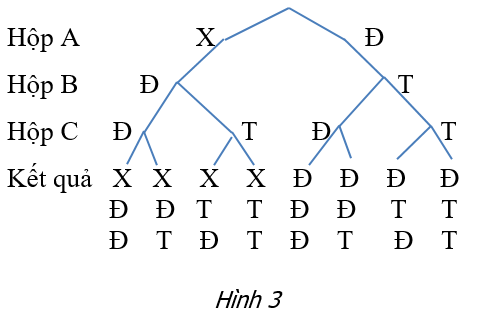 Hộp A X Đ
Hộp B Đ T
Hộp C Đ T Đ T
Kết quả X X X X Đ Đ Đ Đ
Đ Đ T T Đ Đ T T
Đ T Đ T Đ T Đ T
Hình 3